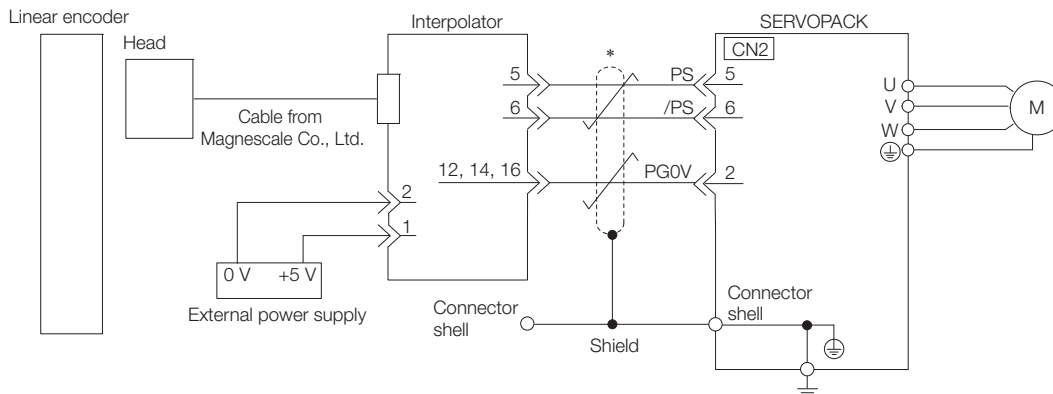 Linear encoder
Head
Cable from
Magnescale Co., Ltd.
Interpolator
5
6
12, 14, 16
2
1
0 V
+5 V
External power supply
*
PS
/PS
PG0V
SERVOPACK
CN2
5
6
2
U
V
W
M
Connector
shell
Shield
Connector
shell